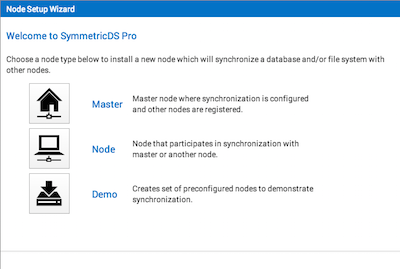 Node Setup Wizard
Welcome to SymmetricDS Pro
Choose a node type below to install a new node which will synchronize a database and/or file system with
other nodes.
Master
Master node where synchronization is configured
and other nodes are registered.
Node
Node that participates in synchronization with
master or another node.
Demo
Creates set of preconfigured nodes to demonstrate
synchronization.